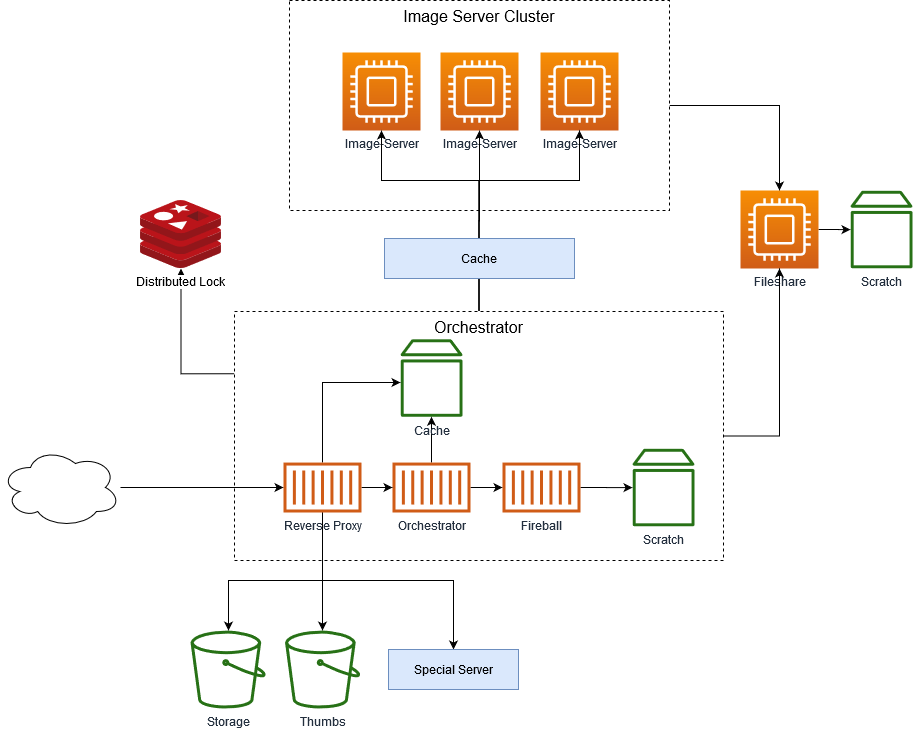 Image Server Cluster
Image-Server
Image-Server
Image-Server
Distributed Lock
Cache
Fileshare
Scratch
Orchestrator
Cache
Reverse Proxy
Orchestrator
Fireball
Scratch
Storage
Thumbs
Special Server